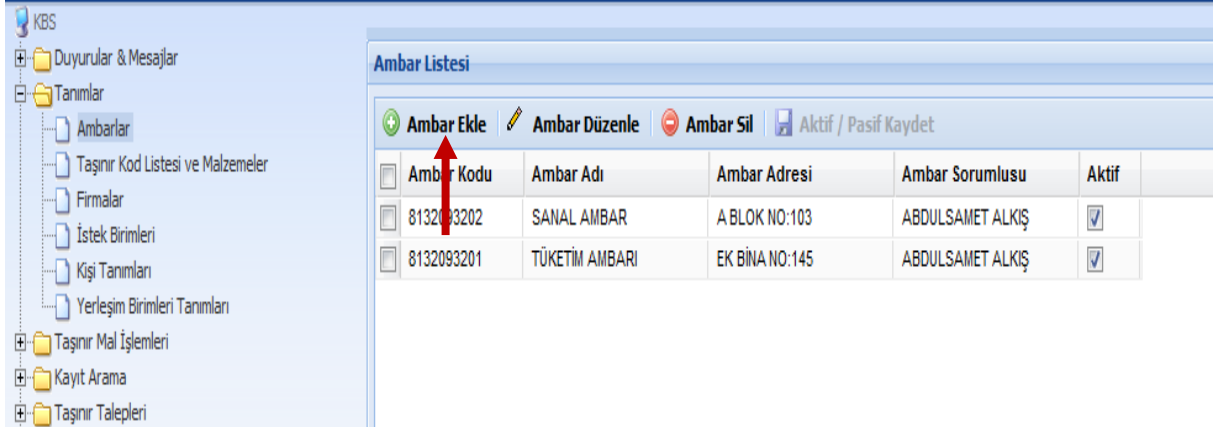 KBS
Duyurular & Mesajlar
Tanımlar
Ambarlar
Taşınır Kod Listesi ve Malzemeler
Firmalar
İstek Birimleri
Kişi Tanımları
Yerleşim Birimleri Tanımları
Taşınır Mal İşlemleri
Kayıt Arama
Taşınır Talepleri
Ambar Listesi
Ambar Ekle Ambar Düzenle Ambar Sil Aktif / Pasif Kaydet
Ambar Kodu Ambar Adı Ambar Adresi Ambar Sorumlusu Aktif
8132093202 SANAL AMBAR A BLOK NO:103 ABDULSAMET ALKIŞ
8132093201 TÜKETİM AMBARI EK BİNA NO:145 ABDULSAMET ALKIŞ